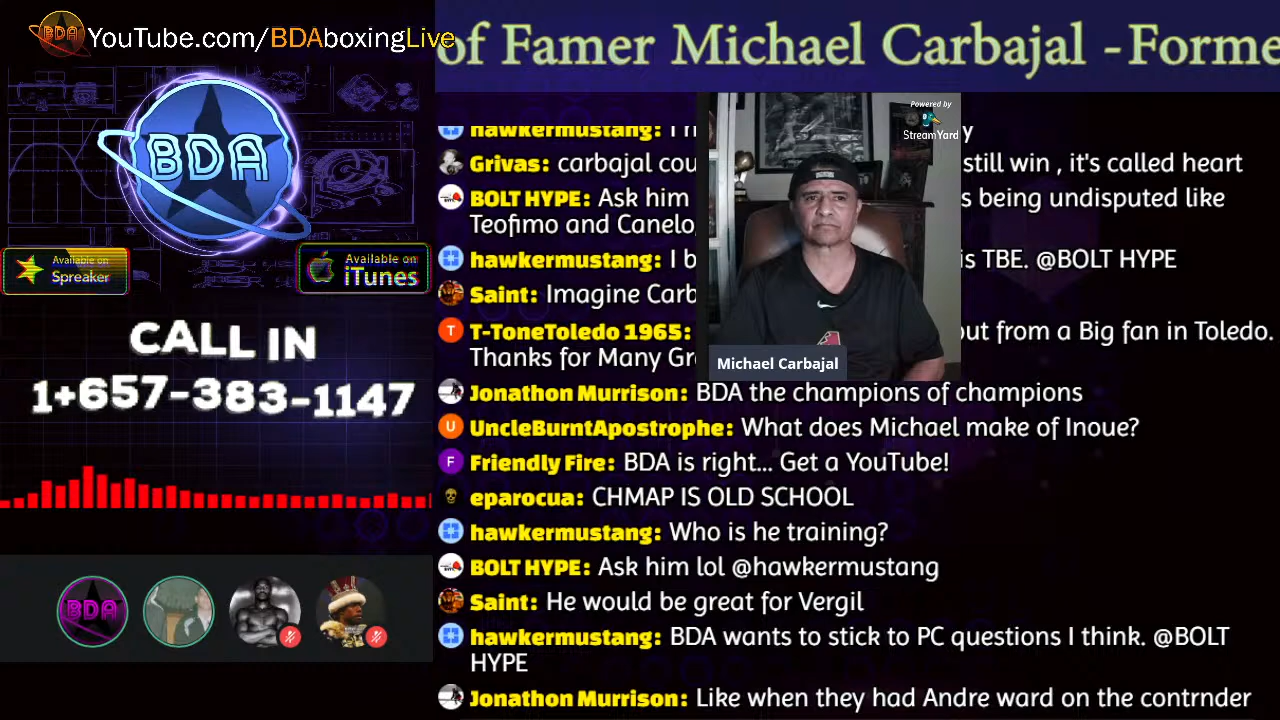 BDA
YouTube.com/BDAboxingLive
of Famer Michael Carbajal -Forme
BDA
Available on
Spreaker
Available on
iTunes
CALL IN
1+657-383-1147
BDA
Powered by
StreamYard
Michael Carbajal
hawkermustang: I
Grivas: carbajal cou still win , it's called heart
BOLT HYPE: Ask him s being undisputed like
Teofimo and Canelo
hawkermustang: I b is TBE. @BOLT HYPE
Saint: Imagine Carb
T-ToneToledo 1965: out from a Big fan in Toledo.
Thanks for Many Gr
Jonathon Murrison: BDA the champions of champions
UncleBurntApostrophe: What does Michael make of Inoue?
Friendly Fire: BDA is right... Get a YouTube!
eparocua: CHMAP IS OLD SCHOOL
hawkermustang: Who is he training?
BOLT HYPE: Ask him lol @hawkermustang
Saint: He would be great for Vergil
hawkermustang: BDA wants to stick to PC questions I think. @BOLT
HYPE
Jonathon Murrison: Like when they had Andre ward on the contrnder